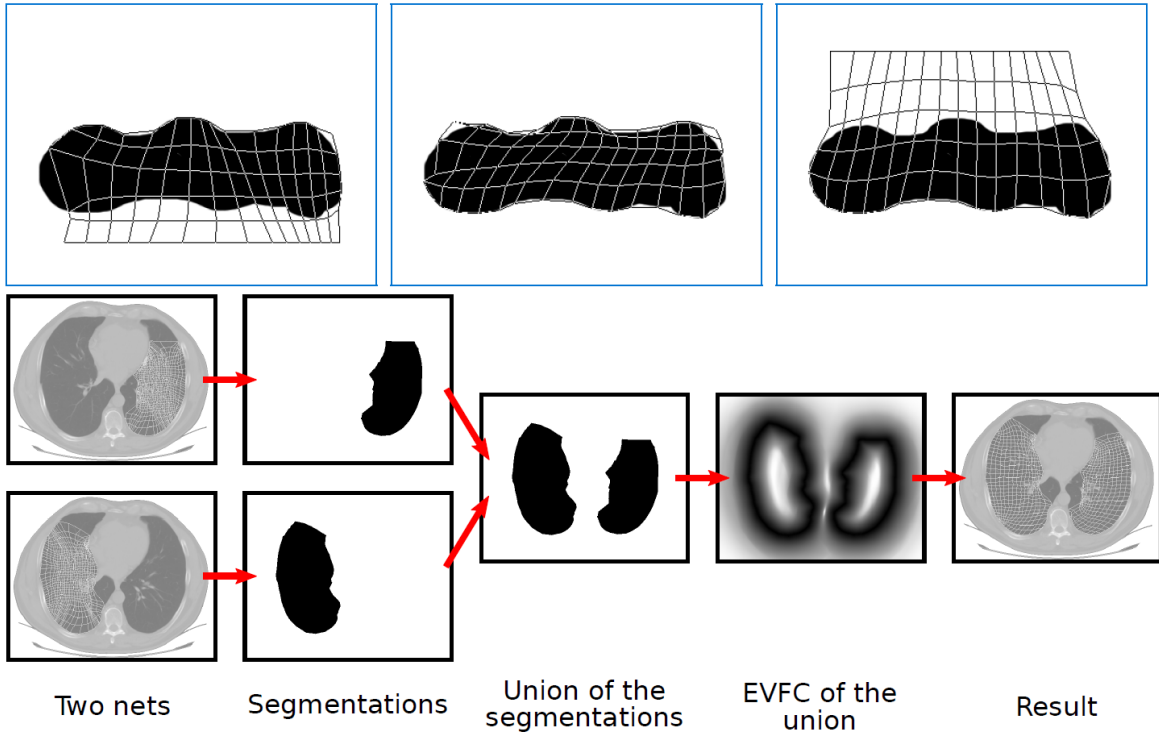 Two nets
Segmentations
Union of the
segmentations
EVFC of the
union
Result